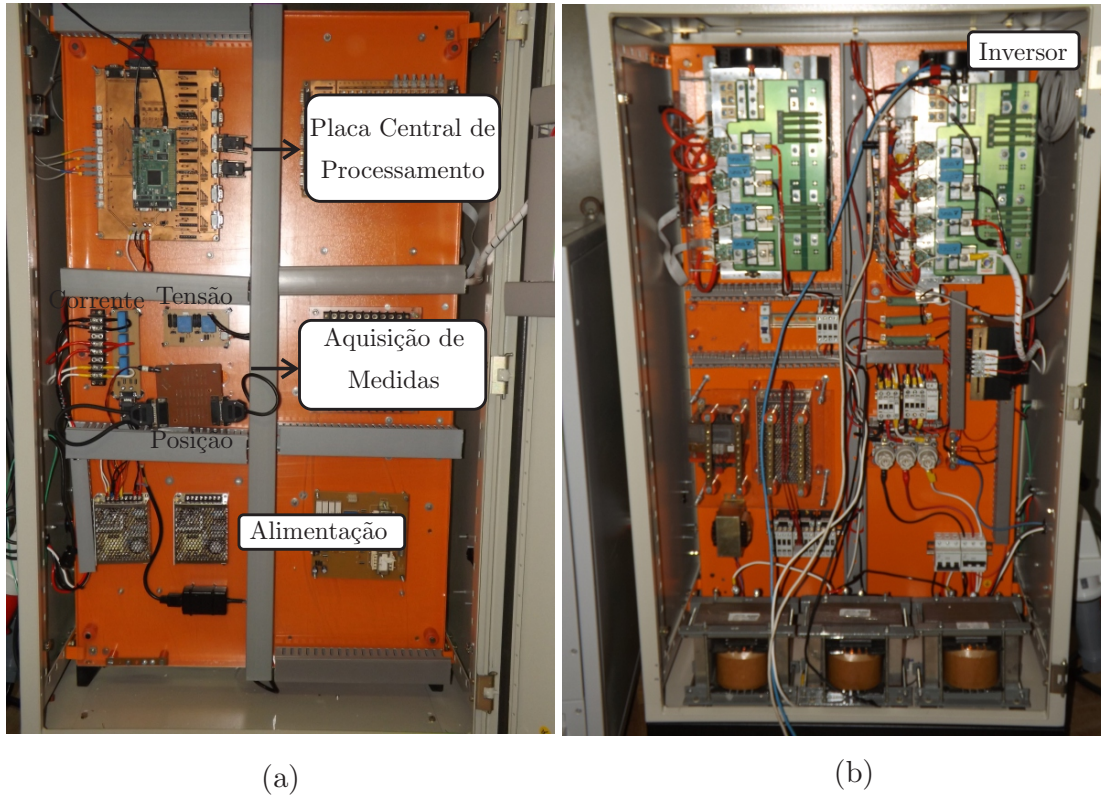 Placa Central de
Processamento
Corrente
Tensão
Aquisição de
Medidas
Posição
Alimentação
(a)
Inversor
(b)